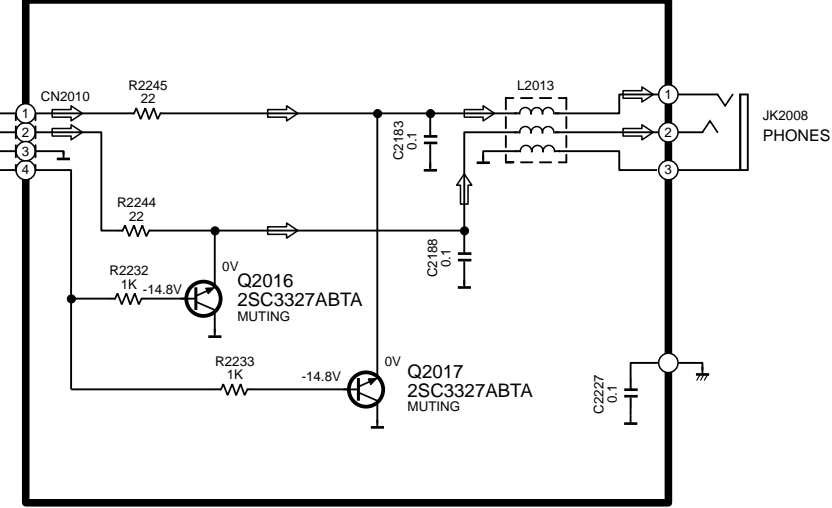 CN2010
1
2
3
4
R2245
22
C2183
0.1
L2013
1
2
3
JK2008
PHONES
R2244
22
C2188
0.1
R2232
1K
-14.8V
0V
Q2016
2SC3327ABTA
MUTING
R2233
1K
-14.8V
0V
Q2017
2SC3327ABTA
MUTING
C2227
0.1